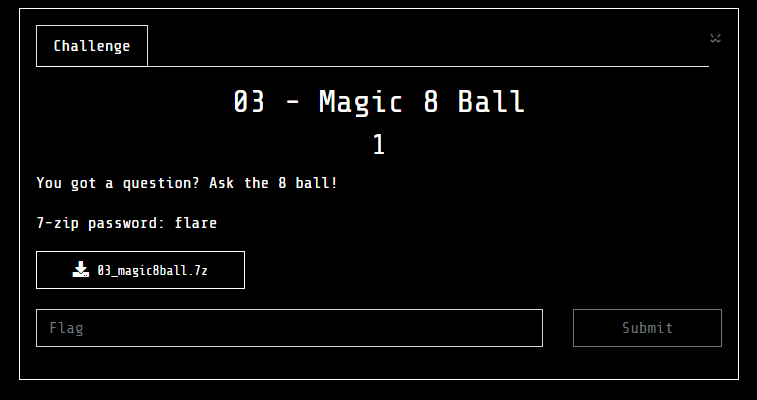 Challenge
03 - Magic 8 Ball
1
You got a question? Ask the 8 ball!
7-zip password: flare
03_magic8ball.7z
Flag
Submit